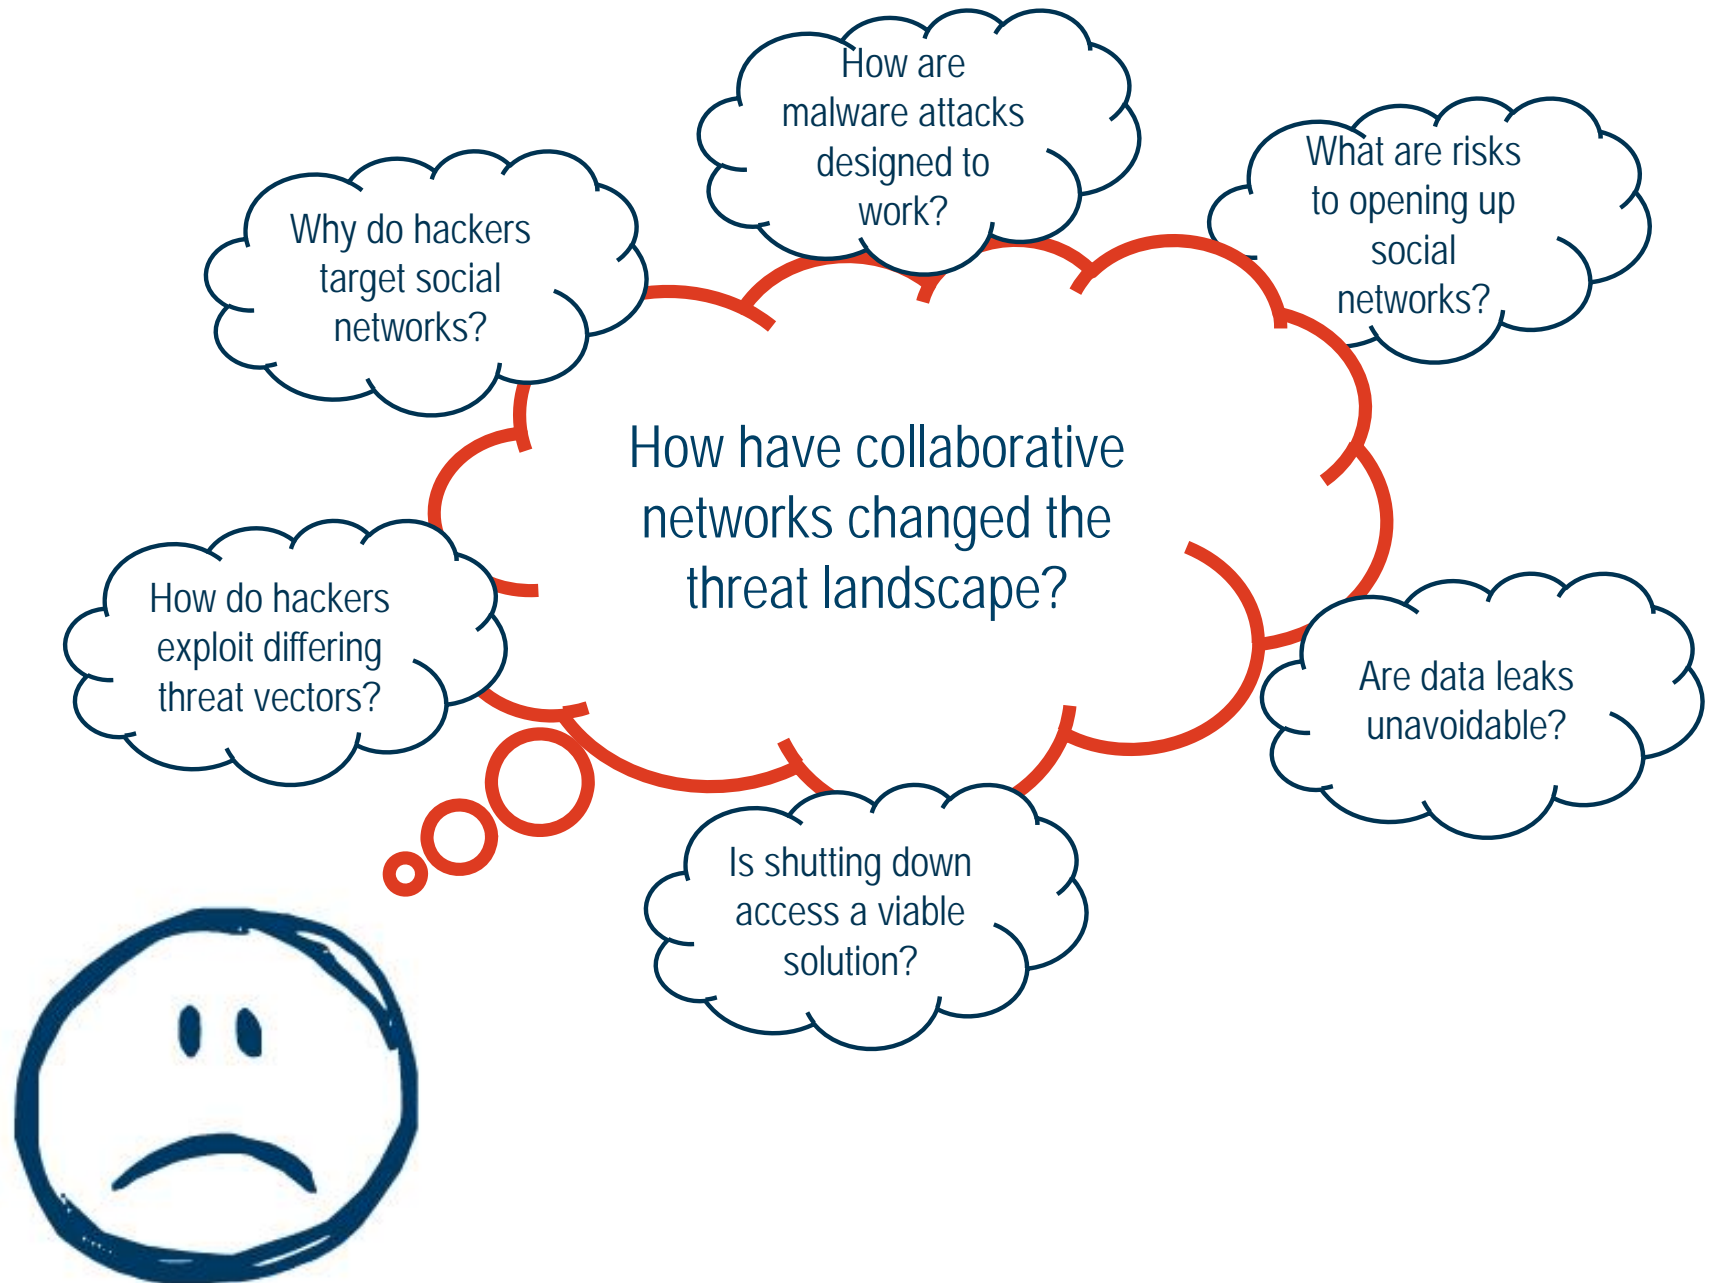 How are
malware attacks
designed to
work?
What are risks
to opening up
social
networks?
Why do hackers
target social
networks?
How have collaborative
networks changed the
threat landscape?
How do hackers
exploit differing
threat vectors?
Are data leaks
unavoidable?
Is shutting down
access a viable
solution?